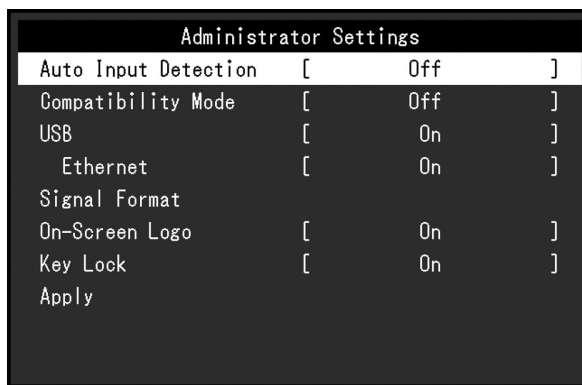 Administrator Settings
Auto Input Detection [ Off ]
Compatibility Mode [ Off ]
USB [ On ]
Ethernet [ On ]
Signal Format
On-Screen Logo [ On ]
Key Lock [ On ]
Apply